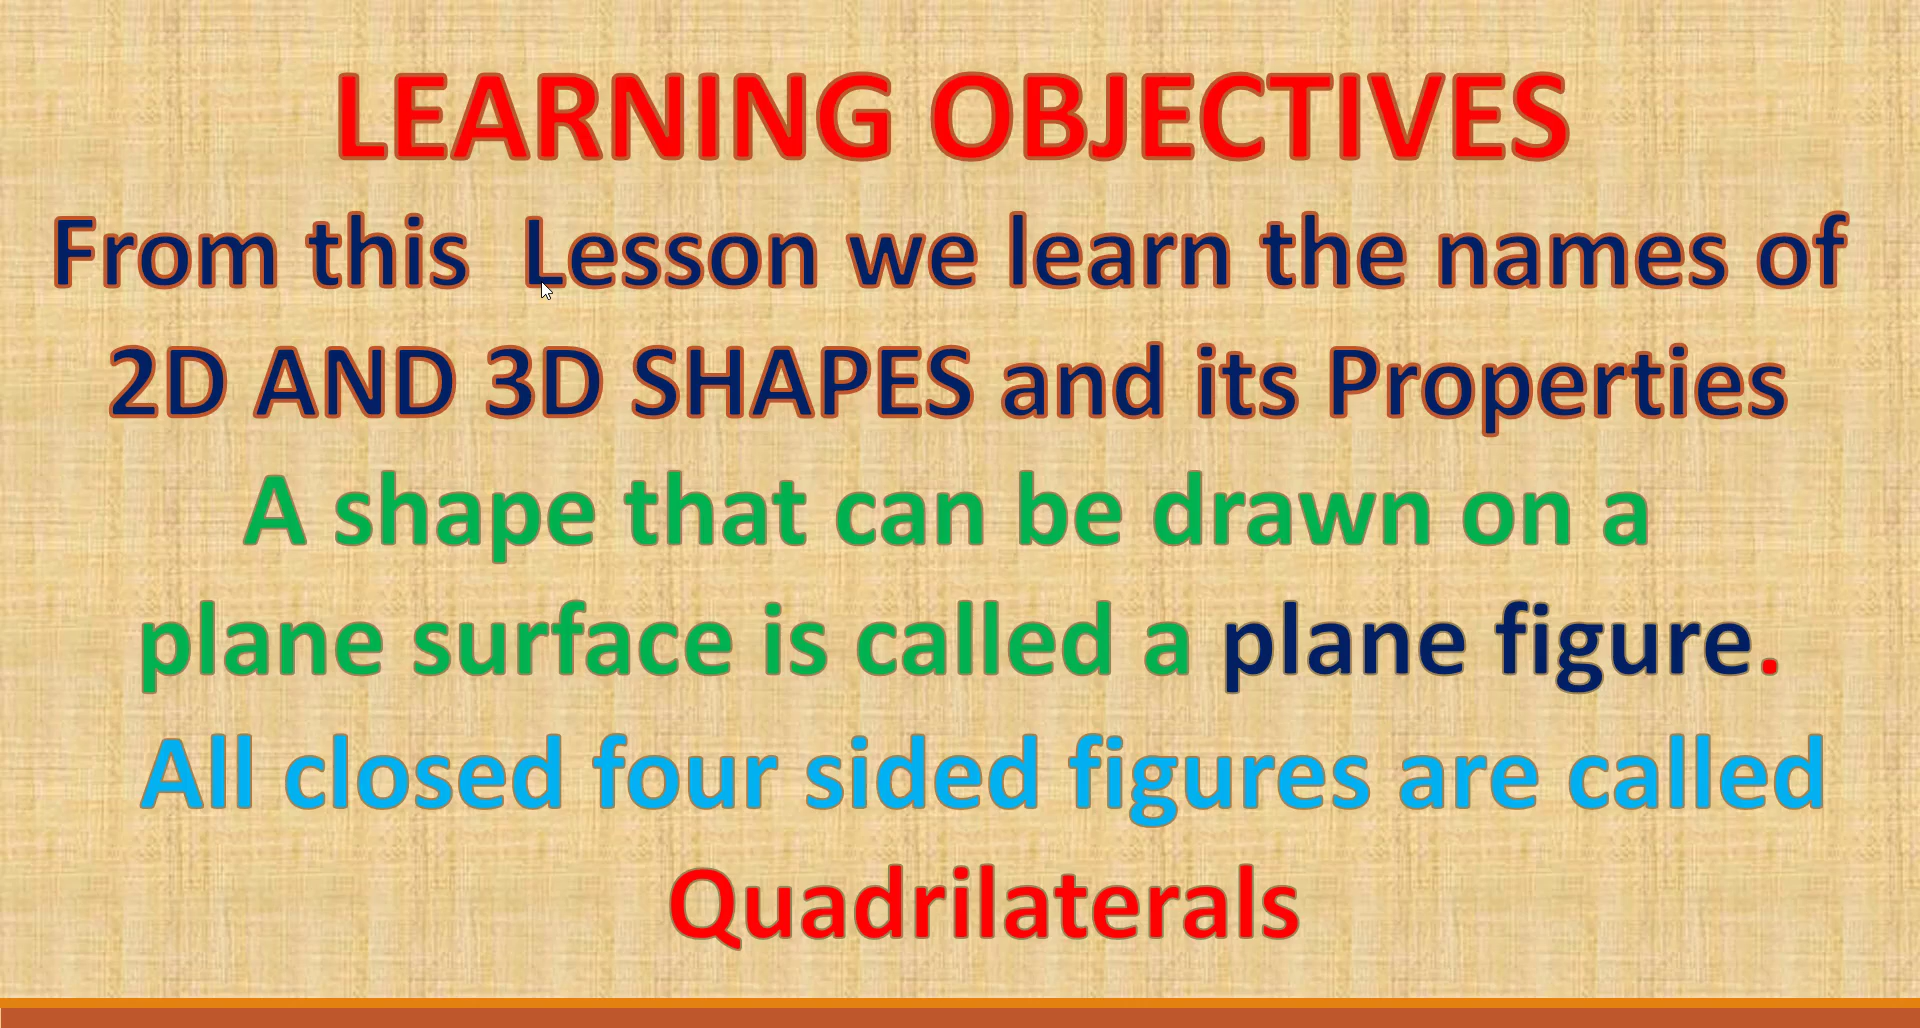 LEARNING OBJECTIVES
From this  Lesson we learn the names of
2D AND 3D SHAPES and its Properties
A shape that can be drawn on a
plane surface is called a plane figure.
All closed four sided figures are called
Quadrilaterals